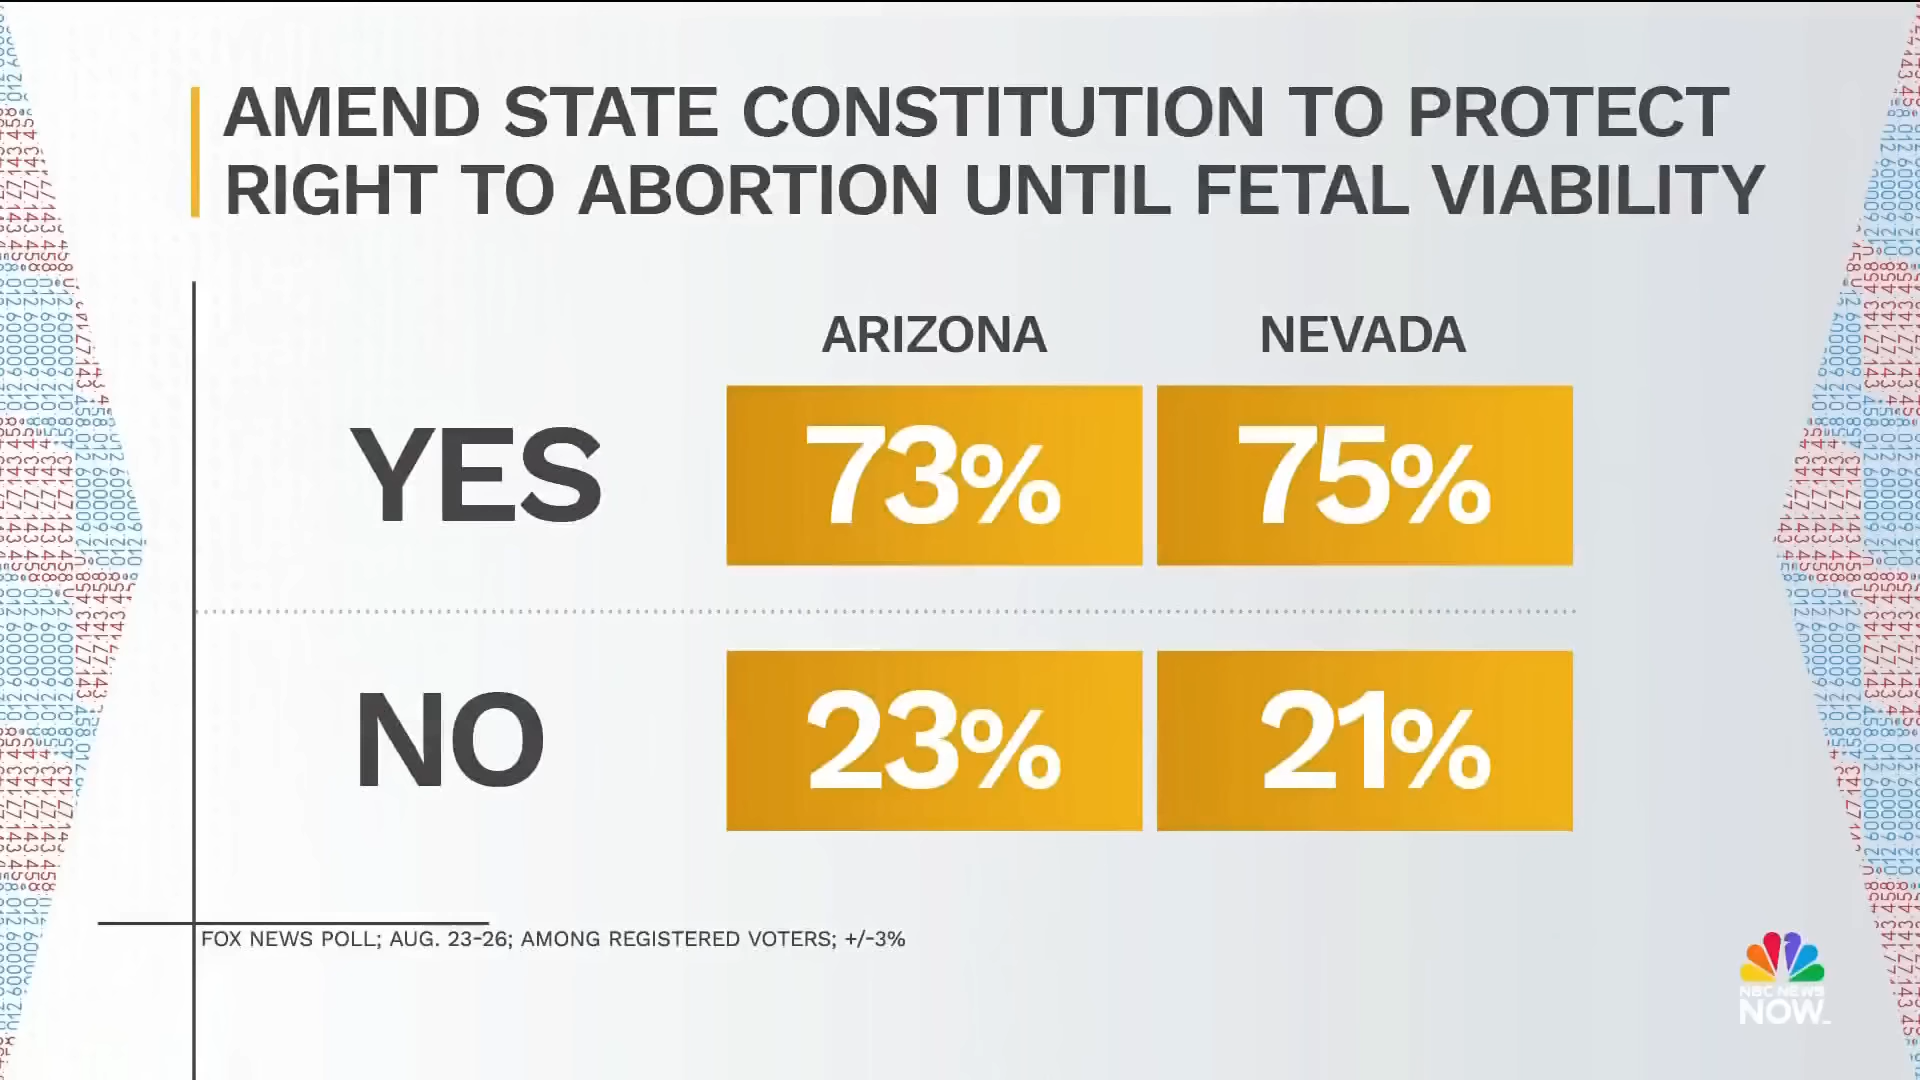 AMEND STATE CONSTITUTION TO PROTECT
RIGHT TO ABORTION UNTIL FETAL VIABILITY
ARIZONA NEVADA
YES 73% 75%
NO 23% 21%
FOX NEWS POLL; AUG. 23-26; AMONG REGISTERED VOTERS; +/-3%
NBC NEWS
NOW